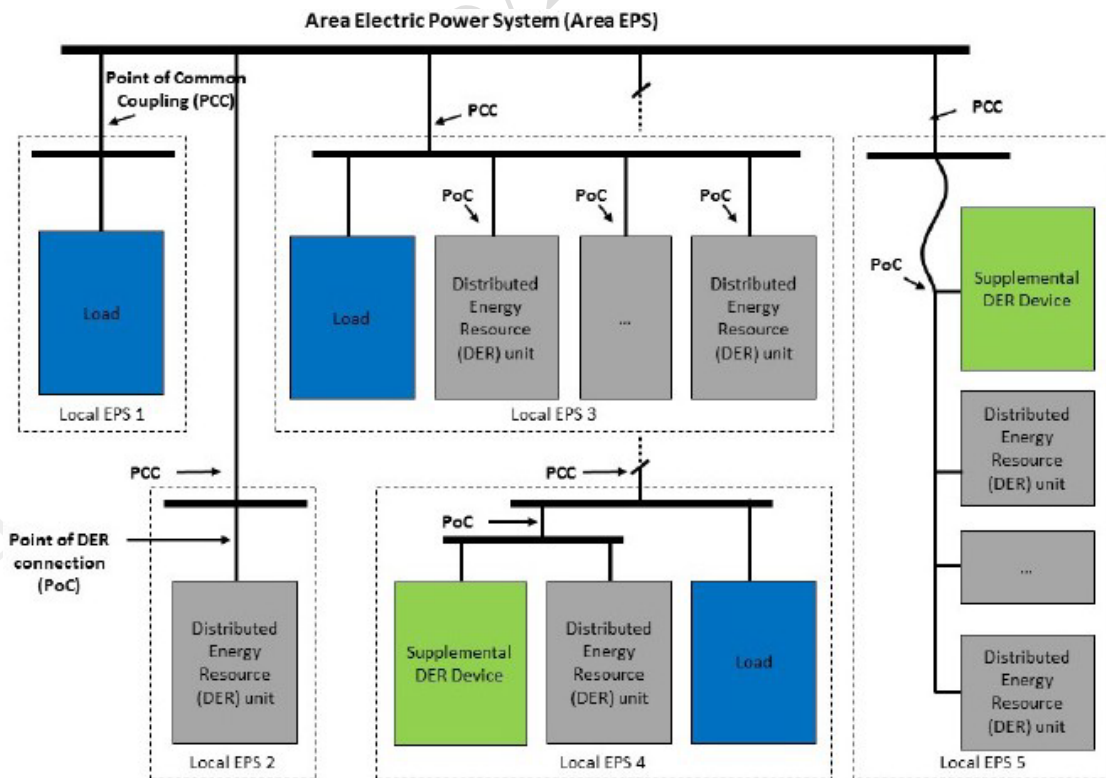 Area Electric Power System (Area EPS)
Point of Common
Coupling (PCC)
PCC
PCC
PoC
PoC
PoC
Load
Local EPS 1
Load
Distributed
Energy
Resource
(DER) unit
...
Distributed
Energy
Resource
(DER) unit
Local EPS 3
PoC
Supplemental
DER Device
Distributed
Energy
Resource
(DER) unit
...
Distributed
Energy
Resource
(DER) unit
Local EPS 5
PCC
Point of DER
connection
(PoC)
Distributed
Energy
Resource
(DER) unit
Local EPS 2
PCC
PoC
Supplemental
DER Device
Distributed
Energy
Resource
(DER) unit
Load
Local EPS 4